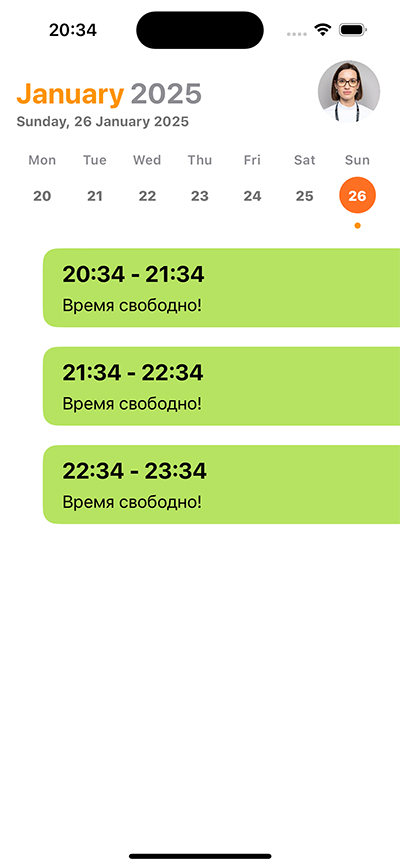 20:34
January 2025
Sunday, 26 January 2025
Mon Tue Wed Thu Fri Sat Sun
20 21 22 23 24 25 26
20:34 - 21:34
Время свободно!
21:34 - 22:34
Время свободно!
22:34 - 23:34
Время свободно!